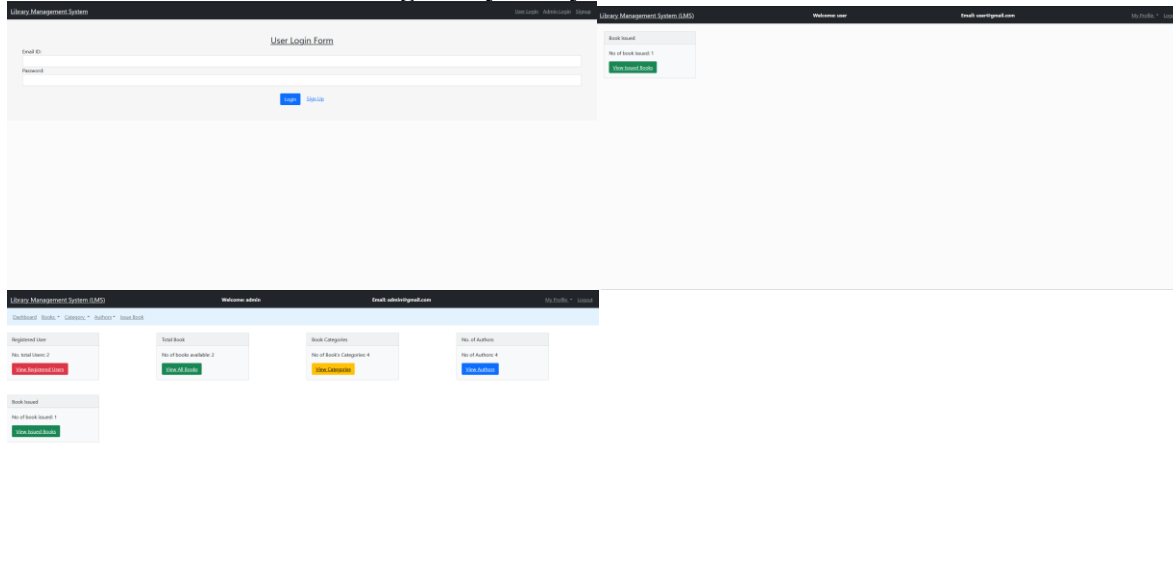 Library Management System User Login Admin Login Signup
User Login Form
Email ID:
Password:
Login Sign Up
Library Management System (LMS) Welcome: user Email: user@gmail.com My Profile Logout
Book Issued
No of book issued: 1
View Issued Books
Library Management System (LMS) Welcome: admin Email: admin@gmail.com My Profile Logout
Dashboard Books Category Authors Issue Book
Registered User
No. total Users: 2
View Registered Users
Total Book
No of books available: 2
View All Books
Book Categories
No of Book's Categories: 4
View Categories
No. of Authors
No of Authors: 4
View Authors
Book Issued
No of book issued: 1
View Issued Books